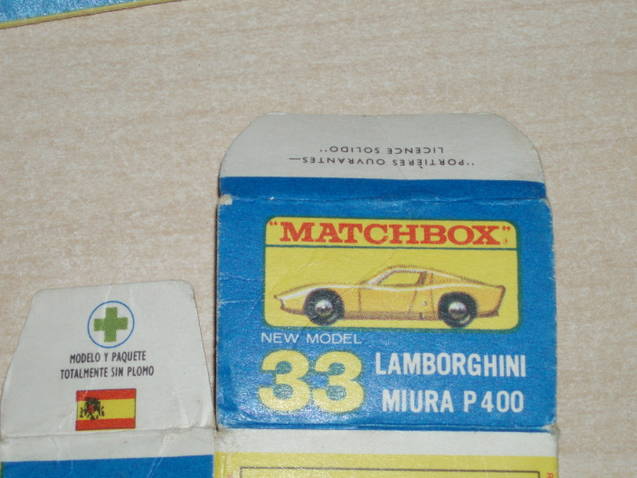 "PORTIÈRES OUVRANTES—
LICENCE SOLIDO"
"MATCHBOX"
NEW MODEL
33
LAMBORGHINI
MIURA P400
MODELO Y PAQUETE
TOTALMENTE SIN PLOMO